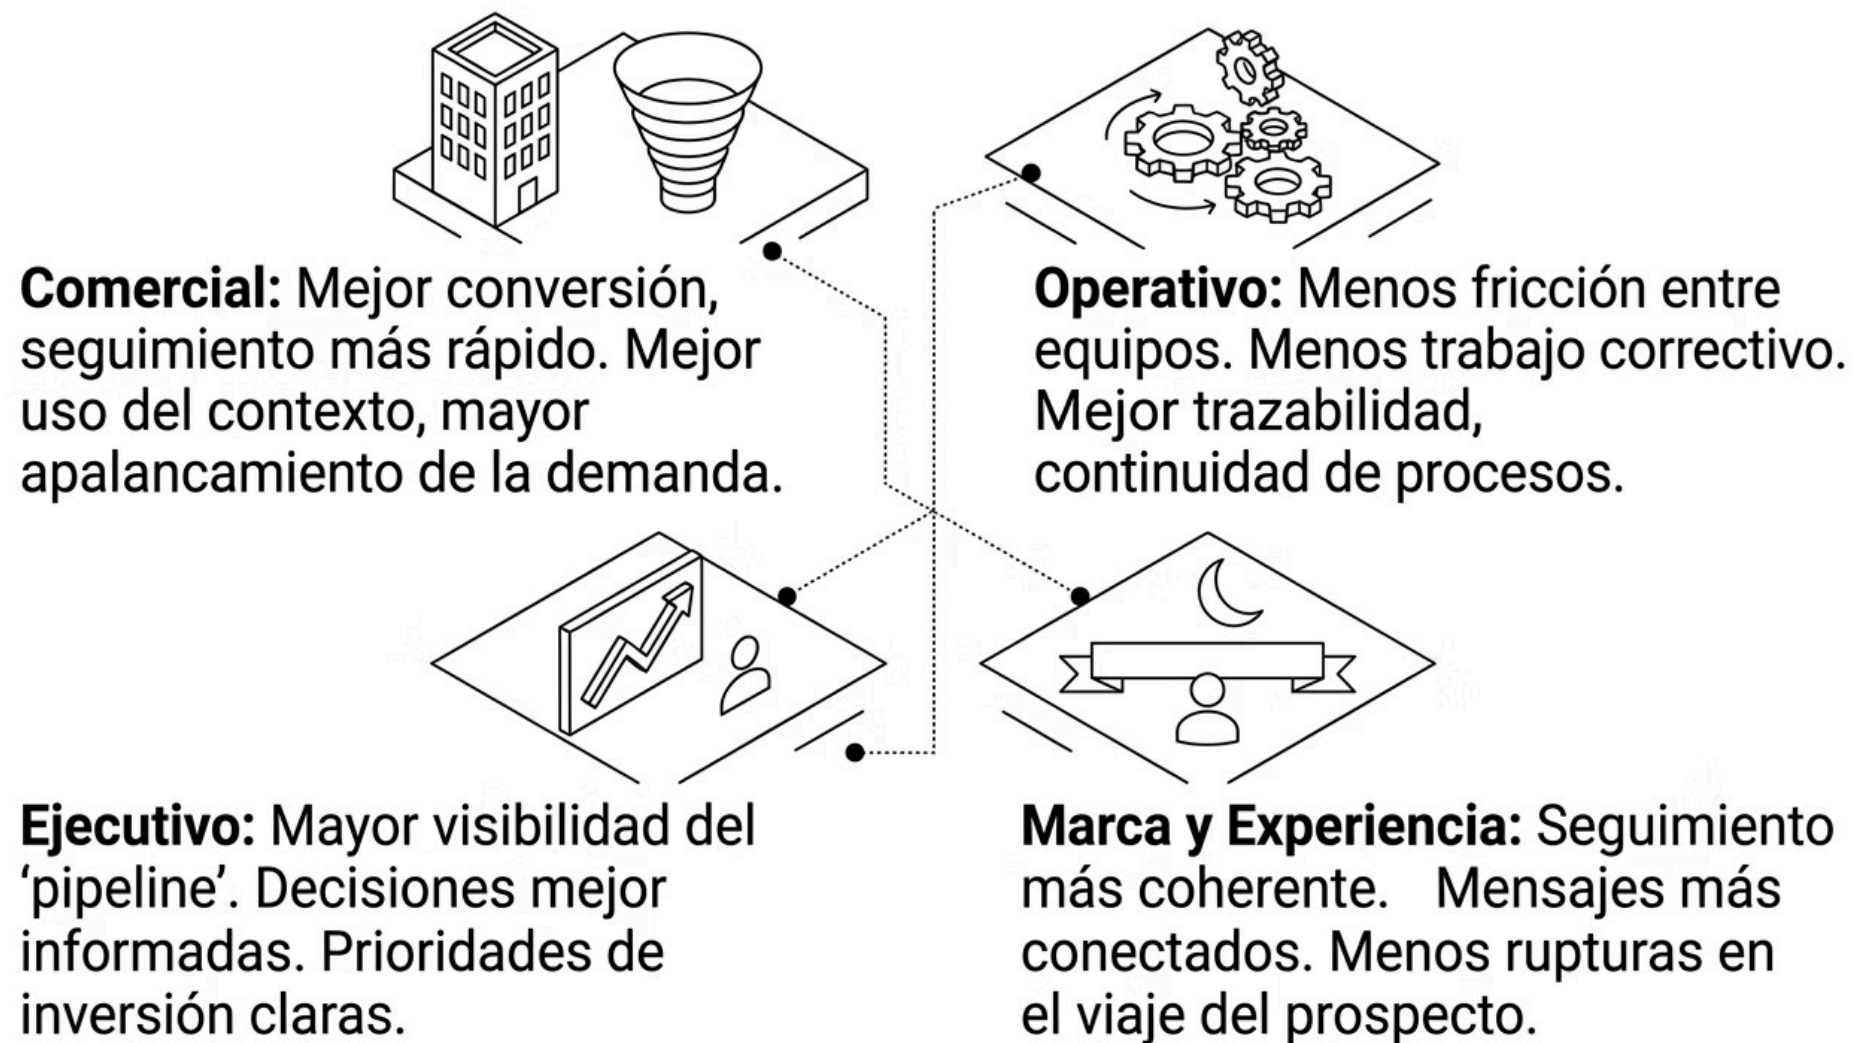 Comercial: Mejor conversión,
seguimiento más rápido. Mejor
uso del contexto, mayor
apalancamiento de la demanda.
Operativo: Menos fricción entre
equipos. Menos trabajo correctivo.
Mejor trazabilidad,
continuidad de procesos.
Ejecutivo: Mayor visibilidad del
‘pipeline’. Decisiones mejor
informadas. Prioridades de
inversión claras.
Marca y Experiencia: Seguimiento
más coherente. Mensajes más
conectados. Menos rupturas en
el viaje del prospecto.